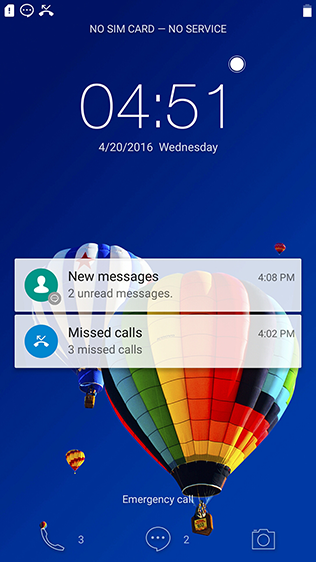 NO SIM CARD — NO SERVICE
04:51
4/20/2016 Wednesday
New messages 4:08 PM
2 unread messages.
Missed calls 4:02 PM
3 missed calls
Emergency call
3 2